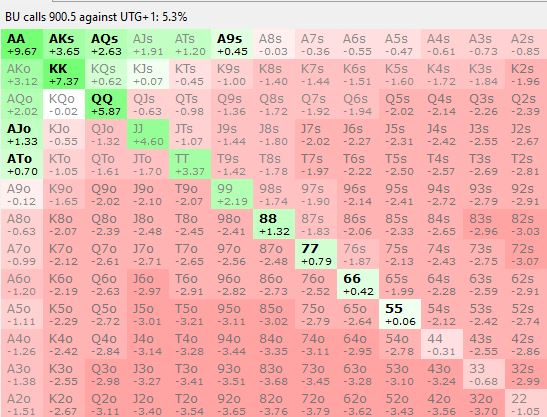 BU calls 900.5 against UTG+1: 5.3%
AA AKs AQs AJs ATs A9s A8s A7s A6s A5s A4s A3s A2s
+9.67 +3.65 +2.63 +1.91 +1.20 +0.45 -0.03 -0.36 -0.55 -0.47 -0.61 -0.73 -0.85
AKo KK KQs KJs KTs K9s K8s K7s K6s K5s K4s K3s K2s
+3.12 +7.37 +0.62 +0.07 -0.45 -1.00 -1.40 -1.44 -1.51 -1.60 -1.72 -1.84 -1.96
AQo KQo QQ QJs QTs Q9s Q8s Q7s Q6s Q5s Q4s Q3s Q2s
+2.02 -0.02 +5.87 -0.63 -0.98 -1.36 -1.72 -1.92 -1.94 -2.02 -2.14 -2.26 -2.39
AJo KJo QJo JJ JTs J9s J8s J7s J6s J5s J4s J3s J2s
+1.33 -0.55 -1.32 +4.60 -1.07 -1.44 -1.80 -2.02 -2.27 -2.31 -2.42 -2.55 -2.67
ATo KTo QTo JTo TT T9s T8s T7s T6s T5s T4s T3s T2s
+0.70 -1.05 -1.61 -1.70 +3.37 -1.42 -1.78 -1.97 -2.22 -2.50 -2.57 -2.69 -2.81
A9o K9o Q9o J9o T9o 99 98s 97s 96s 95s 94s 93s 92s
-0.12 -1.65 -2.02 -2.10 -2.07 +2.19 -1.74 -1.90 -2.14 -2.41 -2.72 -2.79 -2.91
A8o K8o Q8o J8o T8o 98o 88 87s 86s 85s 84s 83s 82s
-0.63 -2.07 -2.39 -2.48 -2.45 -2.41 +1.32 -1.83 -2.06 -2.33 -2.65 -2.96 -3.03
A7o K7o Q7o J7o T7o 97o 87o 77 76s 75s 74s 73s 72s
-0.99 -2.12 -2.61 -2.71 -2.65 -2.56 -2.48 +0.79 -1.87 -2.13 -2.43 -2.75 -3.07
A6o K6o Q6o J6o T6o 96o 86o 76o 66 65s 64s 63s 62s
-1.20 -2.19 -2.63 -2.97 -2.91 -2.82 -2.73 -2.52 +0.42 -1.99 -2.28 -2.59 -2.91
A5o K5o Q5o J5o T5o 95o 85o 75o 65o 55 54s 53s 52s
-1.11 -2.29 -2.72 -3.01 -3.21 -3.11 -3.02 -2.79 -2.64 +0.06 -2.12 -2.42 -2.74
A4o K4o Q4o J4o T4o 94o 84o 74o 64o 54o 44 43s 42s
-1.26 -2.42 -2.84 -3.14 -3.28 -3.44 -3.35 -3.11 -2.95 -2.78 -0.31 -2.55 -2.86
A3o K3o Q3o J3o T3o 93o 83o 73o 63o 53o 43o 33 32s
-1.38 -2.55 -2.98 -3.27 -3.41 -3.51 -3.68 -3.45 -3.28 -3.10 -3.24 -0.68 -2.99
A2o K2o Q2o J2o T2o 92o 82o 72o 62o 52o 42o 32o 22
-1.51 -2.67 -3.11 -3.40 -3.54 -3.65 -3.76 -3.79 -3.62 -3.43 -3.56 -3.70 -1.05